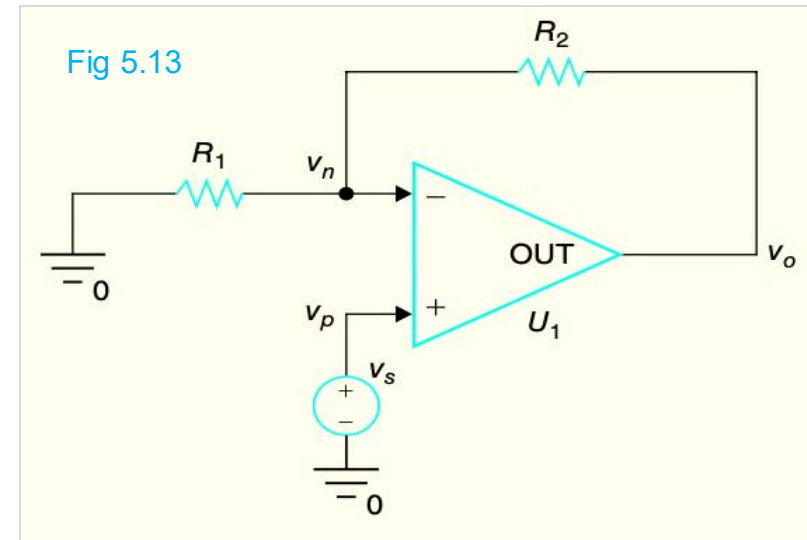 Fig 5.13
R₂
R₁
vₙ
−
OUT
vₒ
0
vₚ
+
U₁
vₛ
+
−
0